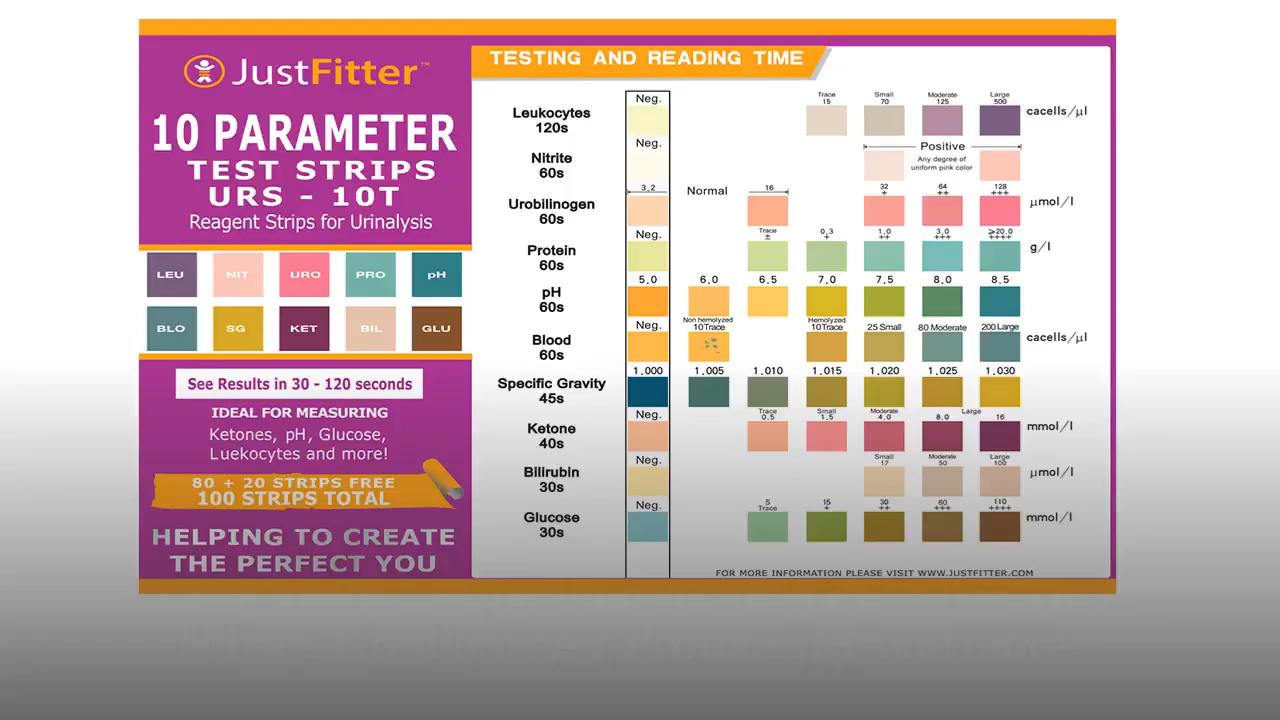 JUSTFITTER™
10 PARAMETER
TEST STRIPS
URS - 10T
Reagent Strips for Urinalysis
LEU NIT URO PRO pH
BLO SG KET BIL GLU
See Results in 30 - 120 seconds
IDEAL FOR MEASURING
Ketones, pH, Glucose,
Luekocytes and more!
80 + 20 STRIPS FREE
100 STRIPS TOTAL
HELPING TO CREATE
THE PERFECT YOU
TESTING AND READING TIME
Neg. Trace Small Moderate Large
Leukocytes 15 70 125 500 cacells/μl
120s
Neg. Positive
Nitrite Any degree of
60s uniform pink color
3.2 Normal 16 32 64 128
+ ++ +++
Urobilinogen μmol/l
60s
Neg. Trace 0.3 1.0 3.0 ≥20.0
± + ++ +++ ++++
Protein g/l
60s
5.0 6.0 6.5 7.0 7.5 8.0 8.5
pH
60s
Non hemolyzed Hemolyzed
Neg. 10Trace 10Trace 25 Small 80 Moderate 200 Large
Blood cacells/μl
60s
1.000 1.005 1.010 1.015 1.020 1.025 1.030
Specific Gravity
45s
Neg. Trace Small Moderate Large
0.5 1.5 4.0 8.0 16
Ketone mmol/l
40s
Neg. Small Moderate Large
17 50 100
Bilirubin μmol/l
30s
Neg. 5 15 30 60 110
Trace + ++ +++ ++++
Glucose mmol/l
30s
FOR MORE INFORMATION PLEASE VISIT WWW.JUSTFITTER.COM